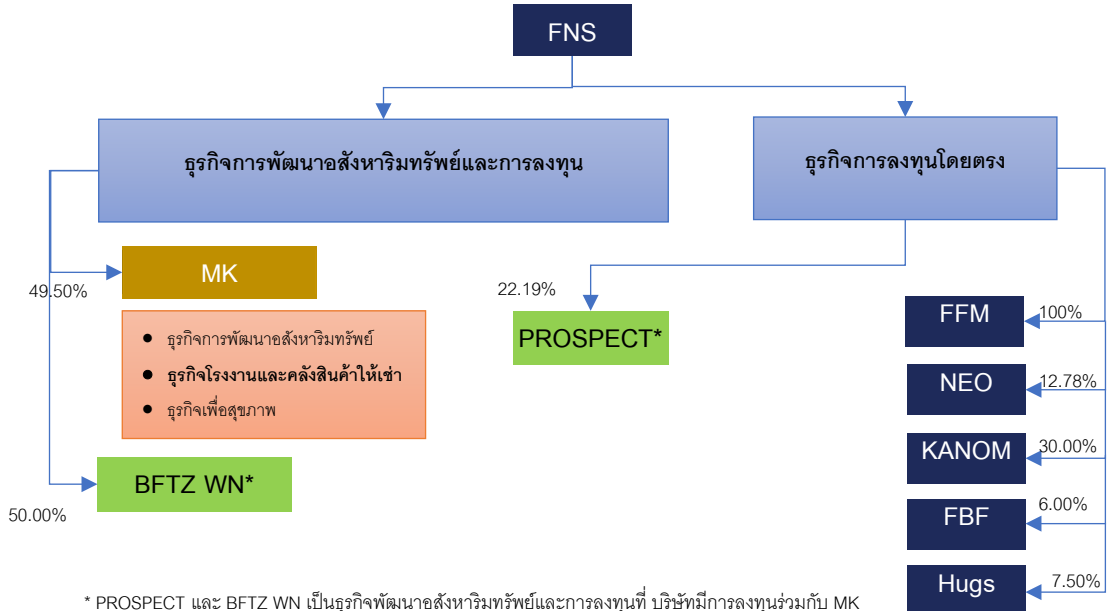 FNS
ธุรกิจการพัฒนาอสังหาริมทรัพย์และการลงทุน
ธุรกิจการลงทุนโดยตรง
MK
49.50%
● ธุรกิจการพัฒนาอสังหาริมทรัพย์
● ธุรกิจโรงงานและคลังสินค้าให้เช่า
● ธุรกิจเพื่อสุขภาพ
BFTZ WN*
50.00%
22.19%
PROSPECT*
FFM 100%
NEO 12.78%
KANOM 30.00%
FBF 6.00%
Hugs 7.50%
* PROSPECT และ BFTZ WN เป็นธุรกิจพัฒนาอสังหาริมทรัพย์และการลงทุนที่ บริษัทมีการลงทุนร่วมกับ MK